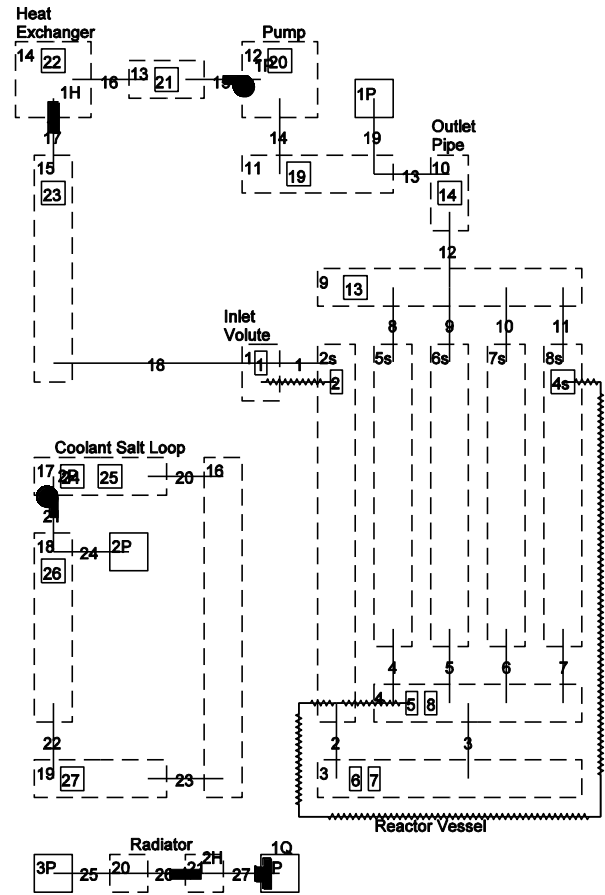 Heat
Exchanger
Pump
14 22 1H 16 13 21 15 12 1P 20
1P
17
14
19
Outlet
Pipe
15 23
11 19 13 10 14
12
9 13
8 9 10 11
Inlet
Volute
18 1 1 1 2s 5s 6s 7s 8s
2 4s
Coolant Salt Loop
17 2P 24 25 20 16
21
18 24 2P
26
4 5 6 7
4 5 8
22 2 3
19 27 23 3 6 7
Reactor Vessel
Radiator
3P 25 20 26 21 2H 27 1Q